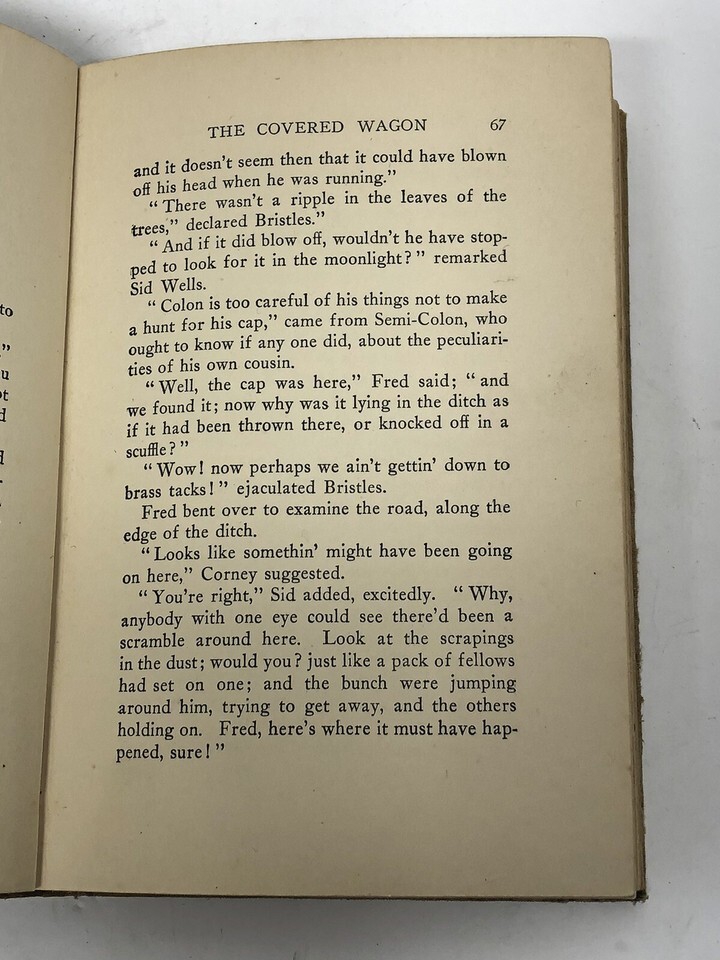 THE COVERED WAGON 67
and it doesn't seem then that it could have blown
off his head when he was running."
"There wasn't a ripple in the leaves of the
trees," declared Bristles."
"And if it did blow off, wouldn't he have stop-
ped to look for it in the moonlight?" remarked
Sid Wells.
"Colon is too careful of his things not to make
a hunt for his cap," came from Semi-Colon, who
ought to know if any one did, about the peculiari-
ties of his own cousin.
"Well, the cap was here," Fred said; "and
we found it; now why was it lying in the ditch as
if it had been thrown there, or knocked off in a
scuffle?"
"Wow! now perhaps we ain't gettin' down to
brass tacks!" ejaculated Bristles.
Fred bent over to examine the road, along the
edge of the ditch.
"Looks like somethin' might have been going
on here," Corney suggested.
"You're right," Sid added, excitedly. "Why,
anybody with one eye could see there'd been a
scramble around here. Look at the scrapings
in the dust; would you? just like a pack of fellows
had set on one; and the bunch were jumping
around him, trying to get away, and the others
holding on. Fred, here's where it must have hap-
pened, sure!"